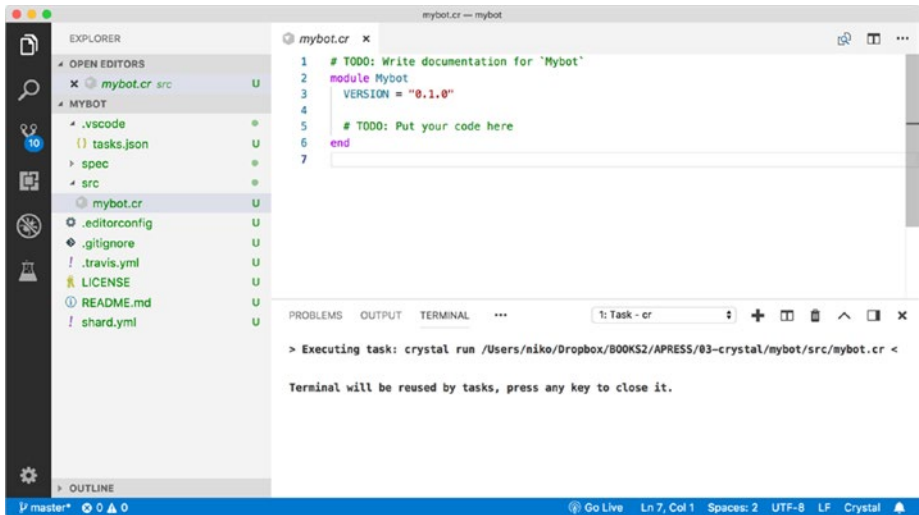 mybot.cr — mybot
EXPLORER
OPEN EDITORS
mybot.cr src U
MYBOT
.vscode
{} tasks.json U
spec
src
mybot.cr U
.editorconfig U
.gitignore U
! .travis.yml U
LICENSE U
README.md U
! shard.yml U
OUTLINE
10
mybot.cr ×
1 # TODO: Write documentation for `Mybot`
2 module Mybot
3 VERSION = "0.1.0"
4
5 # TODO: Put your code here
6 end
7
PROBLEMS OUTPUT TERMINAL ••• 1: Task - cr
> Executing task: crystal run /Users/niko/Dropbox/BOOKS2/APRESS/03-crystal/mybot/src/mybot.cr <
Terminal will be reused by tasks, press any key to close it.
master* 0 0 Go Live Ln 7, Col 1 Spaces: 2 UTF-8 LF Crystal